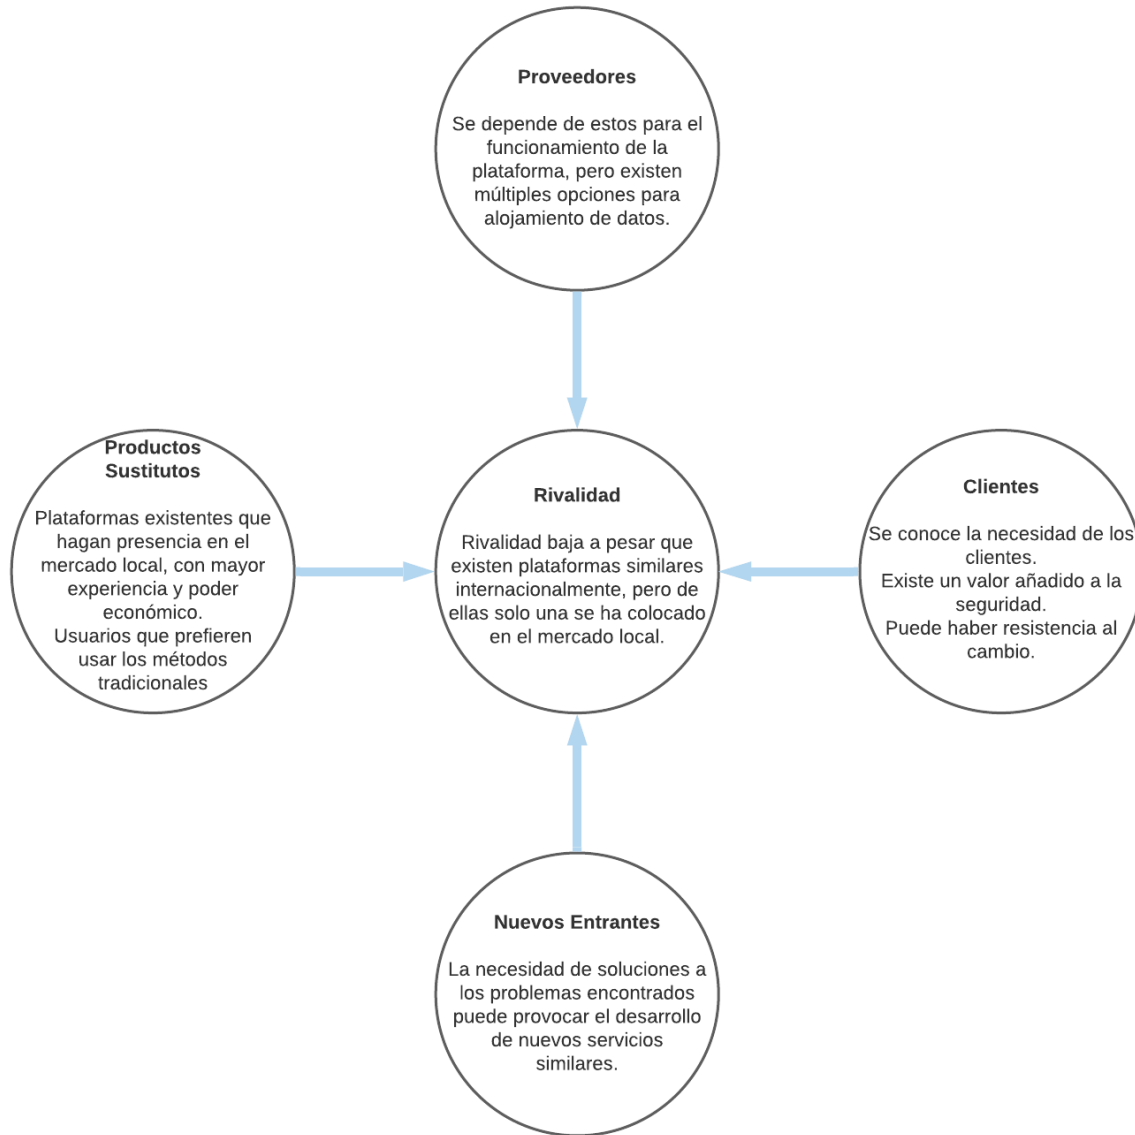 Proveedores
Se depende de estos para el
funcionamiento de la
plataforma, pero existen
múltiples opciones para
alojamiento de datos.
Productos
Sustitutos
Plataformas existentes que
hagan presencia en el
mercado local, con mayor
experiencia y poder
económico.
Usuarios que prefieren
usar los métodos
tradicionales
Rivalidad
Rivalidad baja a pesar que
existen plataformas similares
internacionalmente, pero de
ellas solo una se ha colocado
en el mercado local.
Clientes
Se conoce la necesidad de los
clientes.
Existe un valor añadido a la
seguridad.
Puede haber resistencia al
cambio.
Nuevos Entrantes
La necesidad de soluciones a
los problemas encontrados
puede provocar el desarrollo
de nuevos servicios
similares.